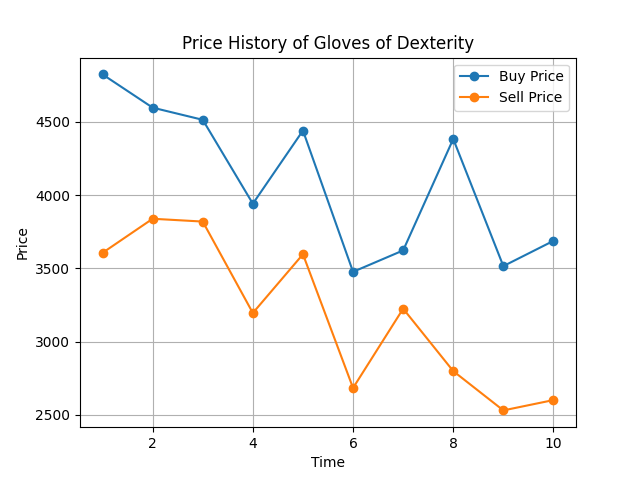 Price History of Gloves of Dexterity
Buy Price
Sell Price
Price
4500
4000
3500
3000
2500
2 4 6 8 10
Time